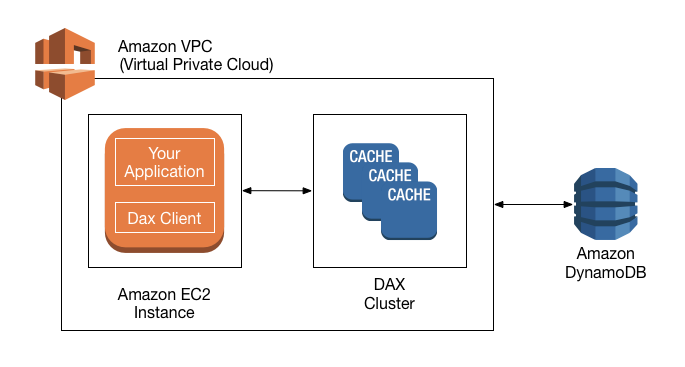 Amazon VPC
(Virtual Private Cloud)
Your
Application
Dax Client
Amazon EC2
Instance
CACHE
CACHE
CACHE
DAX
Cluster
Amazon
DynamoDB